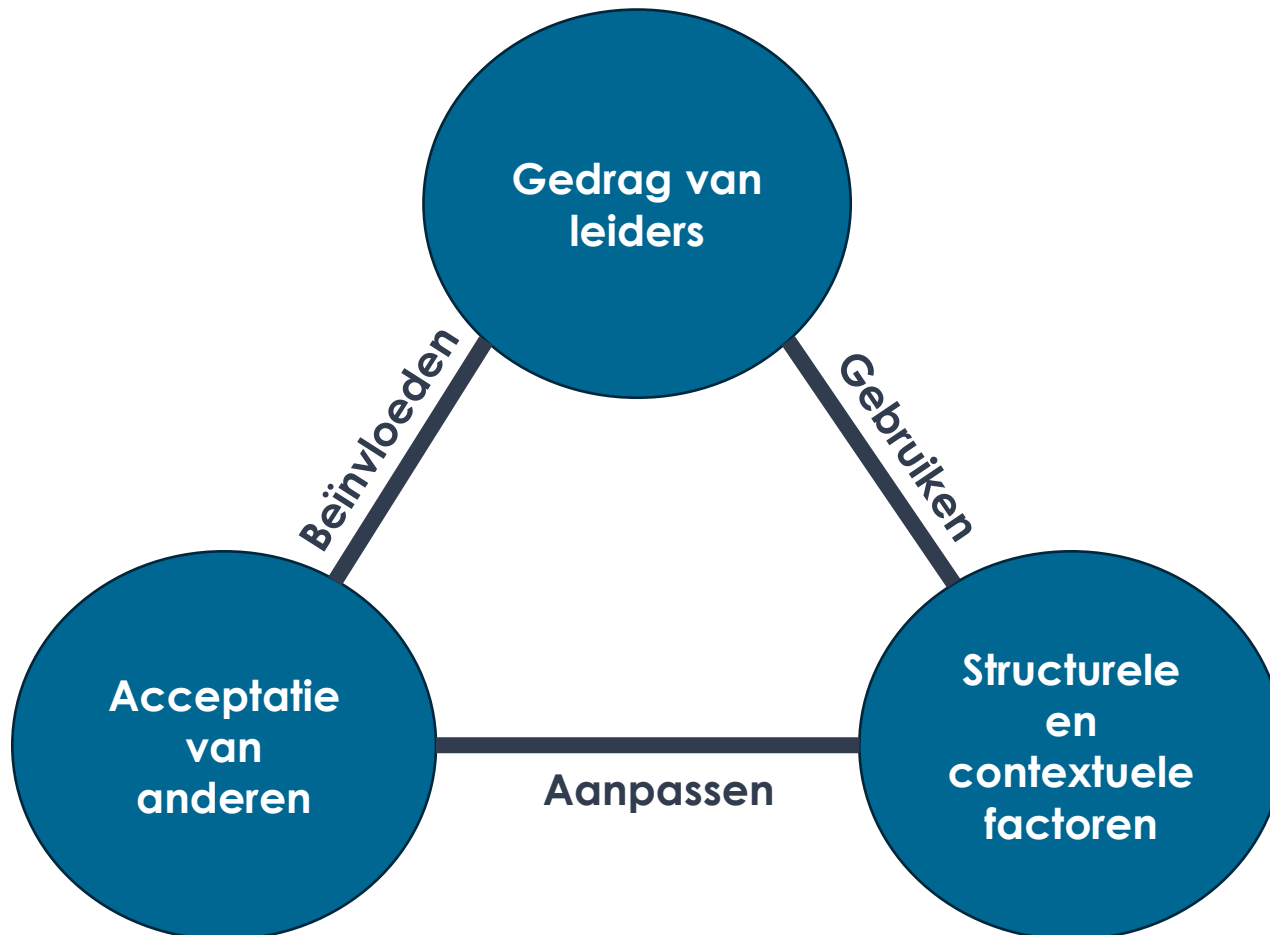 Gedrag van
leiders
Beïnvloeden
Gebruiken
Acceptatie
van
anderen
Aanpassen
Structurele
en
contextuele
factoren